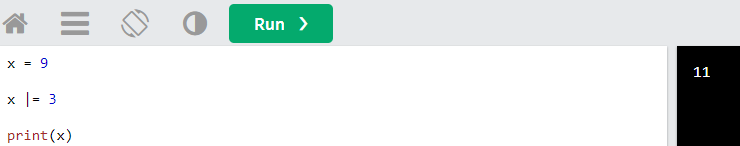 Run ❯
x = 9
x |= 3
print(x)
11